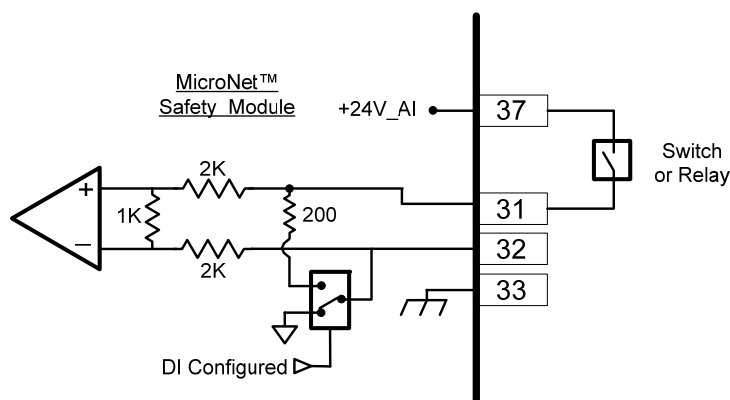 MicroNet™
Safety Module
+24V_AI
37
Switch
or Relay
2K
+
1K
200
31
–
2K
32
33
DI Configured